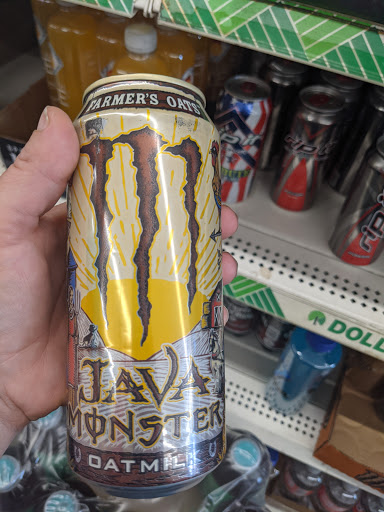 FARMER'S OATS
JAVA
MONSTER
OATMILK
DOLL